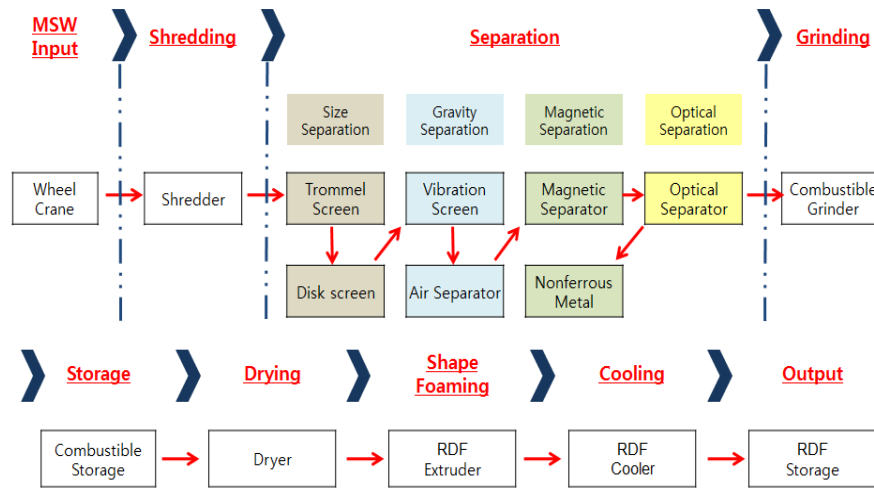 MSW
Input
Shredding
Separation
Grinding
Size
Separation
Gravity
Separation
Magnetic
Separation
Optical
Separation
Wheel
Crane
Shredder
Trommel
Screen
Vibration
Screen
Magnetic
Separator
Optical
Separator
Combustible
Grinder
Disk screen
Air Separator
Nonferrous
Metal
Storage
Drying
Shape
Foaming
Cooling
Output
Combustible
Storage
Dryer
RDF
Extruder
RDF
Cooler
RDF
Storage